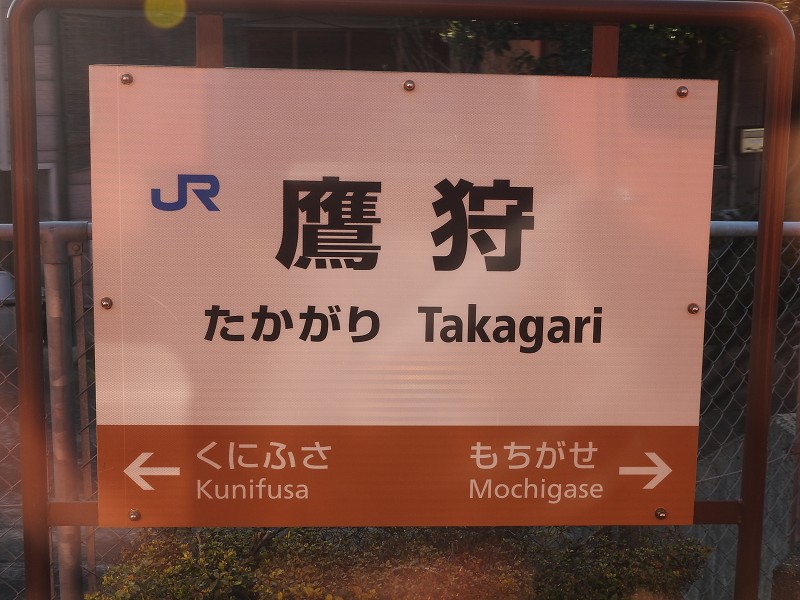 JR
鷹狩
たかがり Takagari
← くにふさ もちがせ →
Kunifusa Mochigase